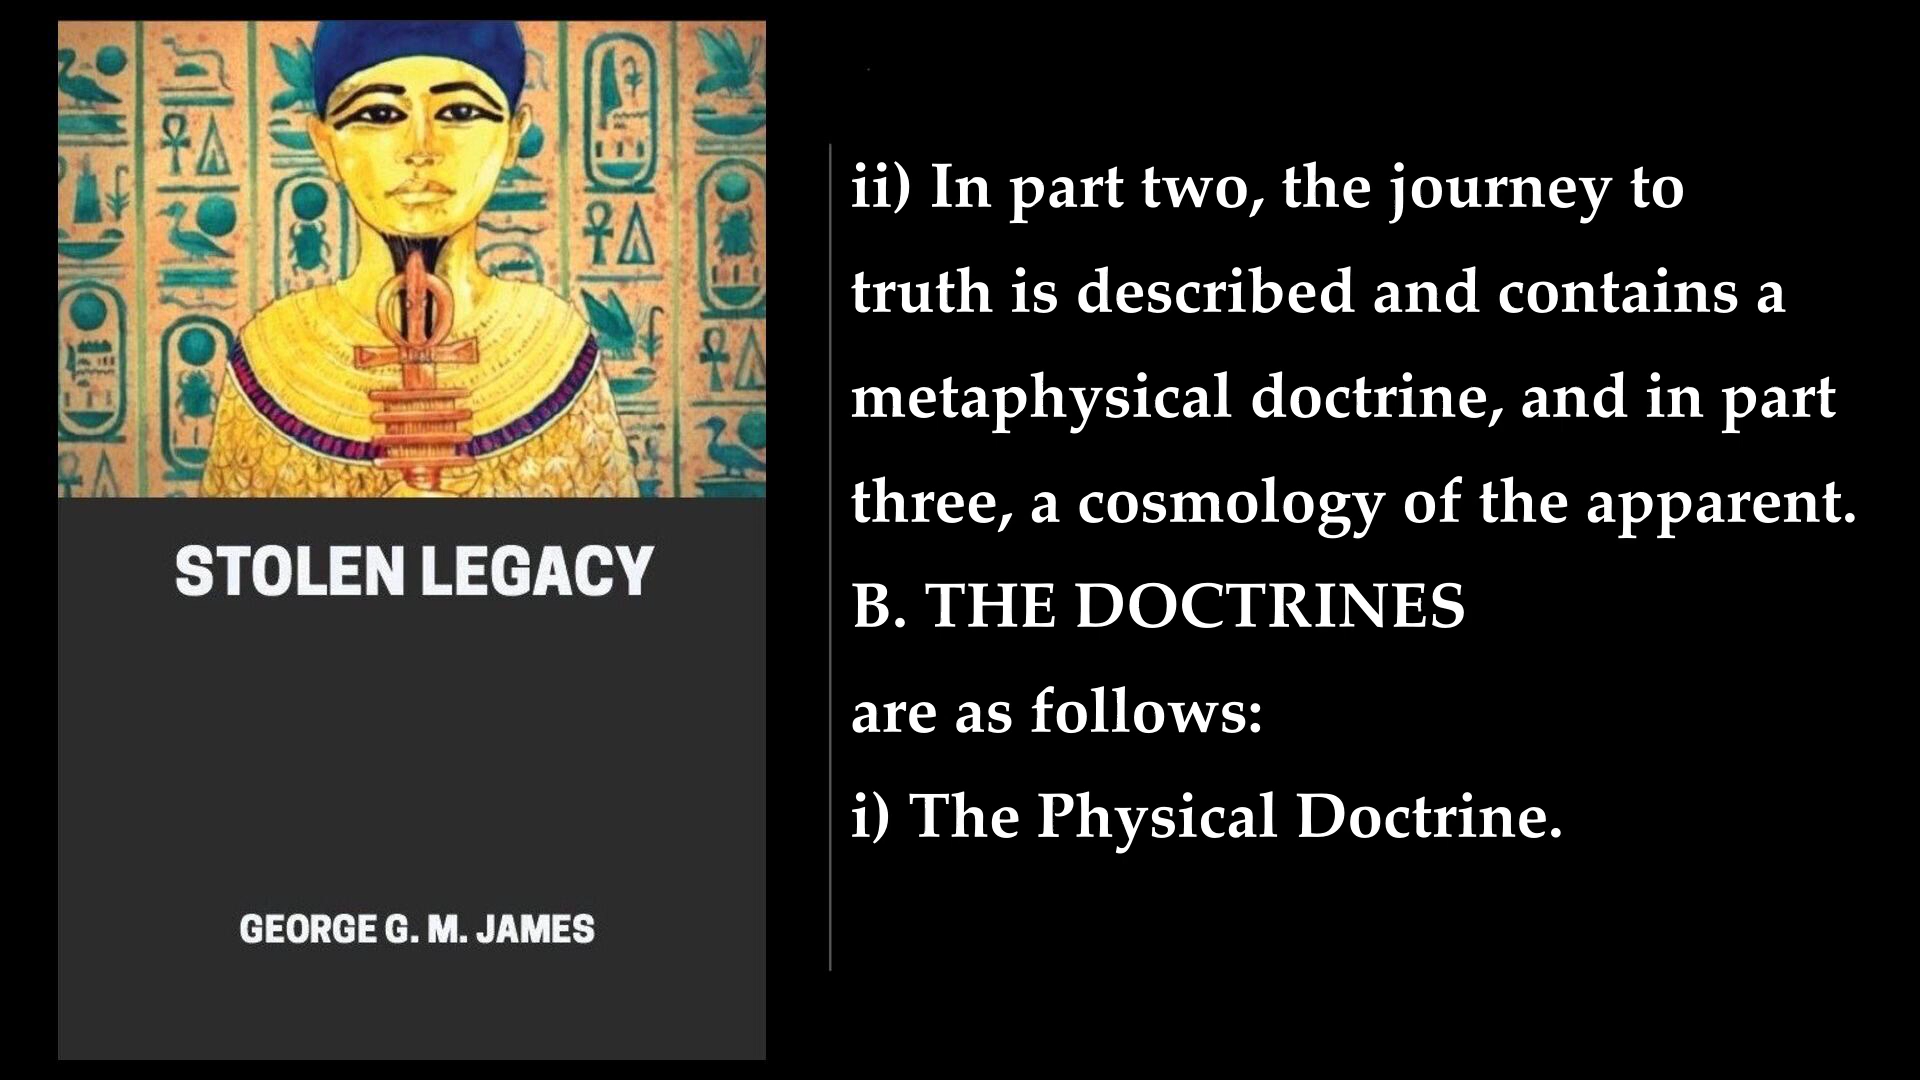 STOLEN LEGACY
GEORGE G. M. JAMES
ii) In part two, the journey to
truth is described and contains a
metaphysical doctrine, and in part
three, a cosmology of the apparent.
B. THE DOCTRINES
are as follows:
i) The Physical Doctrine.